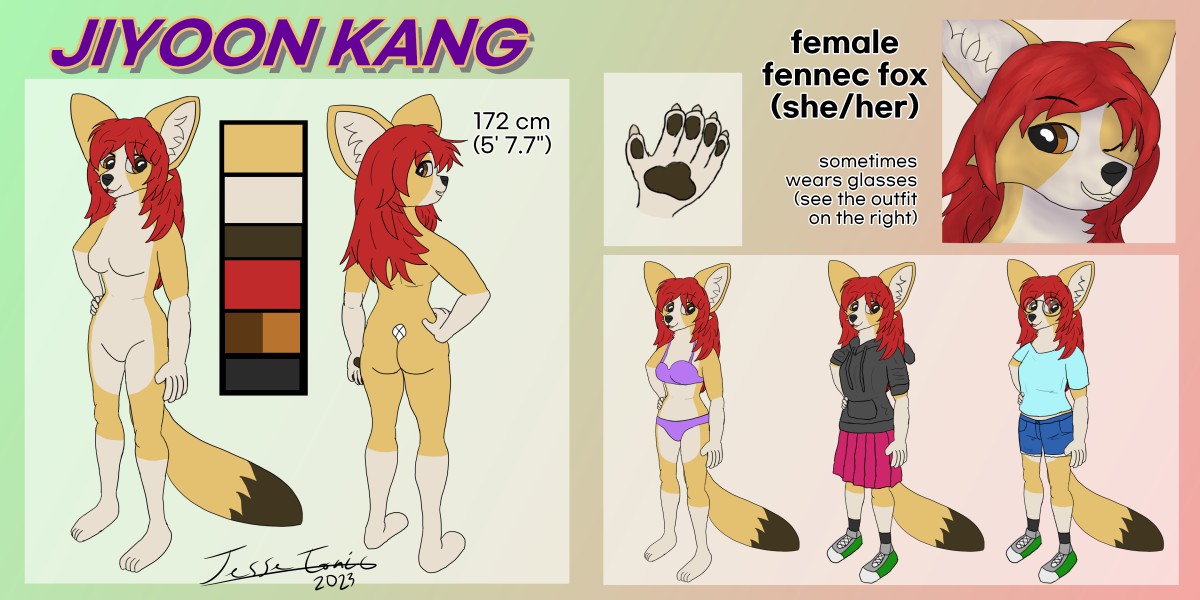 JIYOON KANG
172 cm
(5' 7.7")
female
fennec fox
(she/her)
sometimes
wears glasses
(see the outfit
on the right)
Jesse
2023